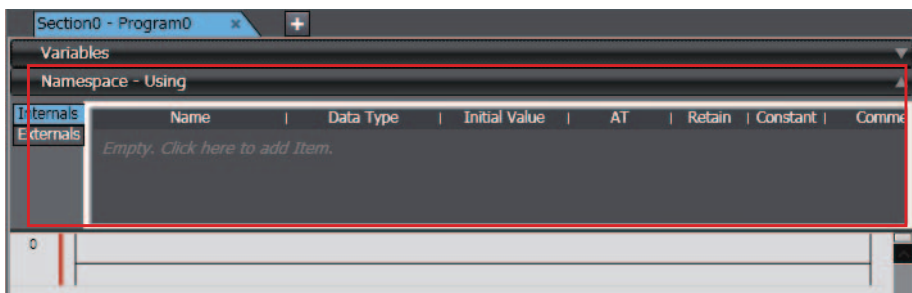 Section0 - Program0 × +
Variables
Namespace - Using
Internals
Externals
Name | Data Type | Initial Value | AT | Retain | Constant | Comme
Empty. Click here to add Item.
0